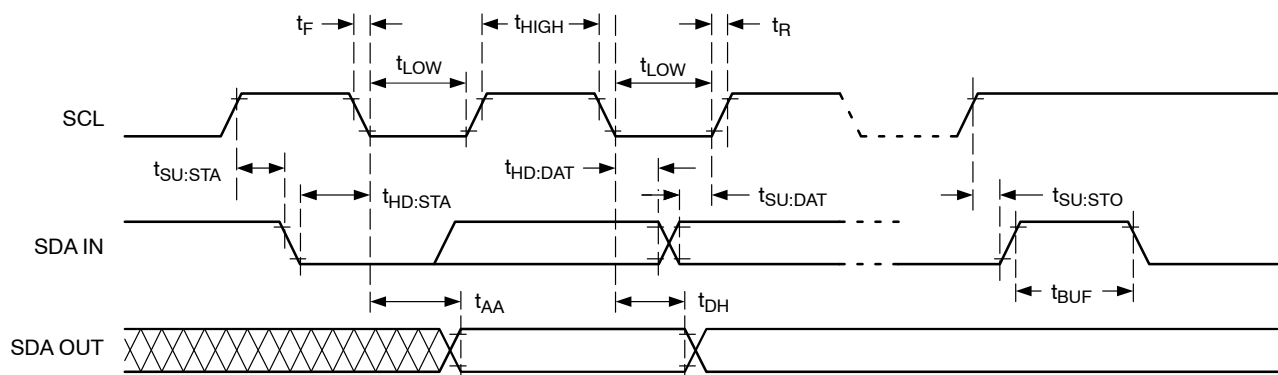 tF
tHIGH
tR
tLOW
tLOW
SCL
tSU:STA
tHD:STA
tHD:DAT
tSU:DAT
tSU:STO
SDA IN
tAA
tDH
tBUF
SDA OUT